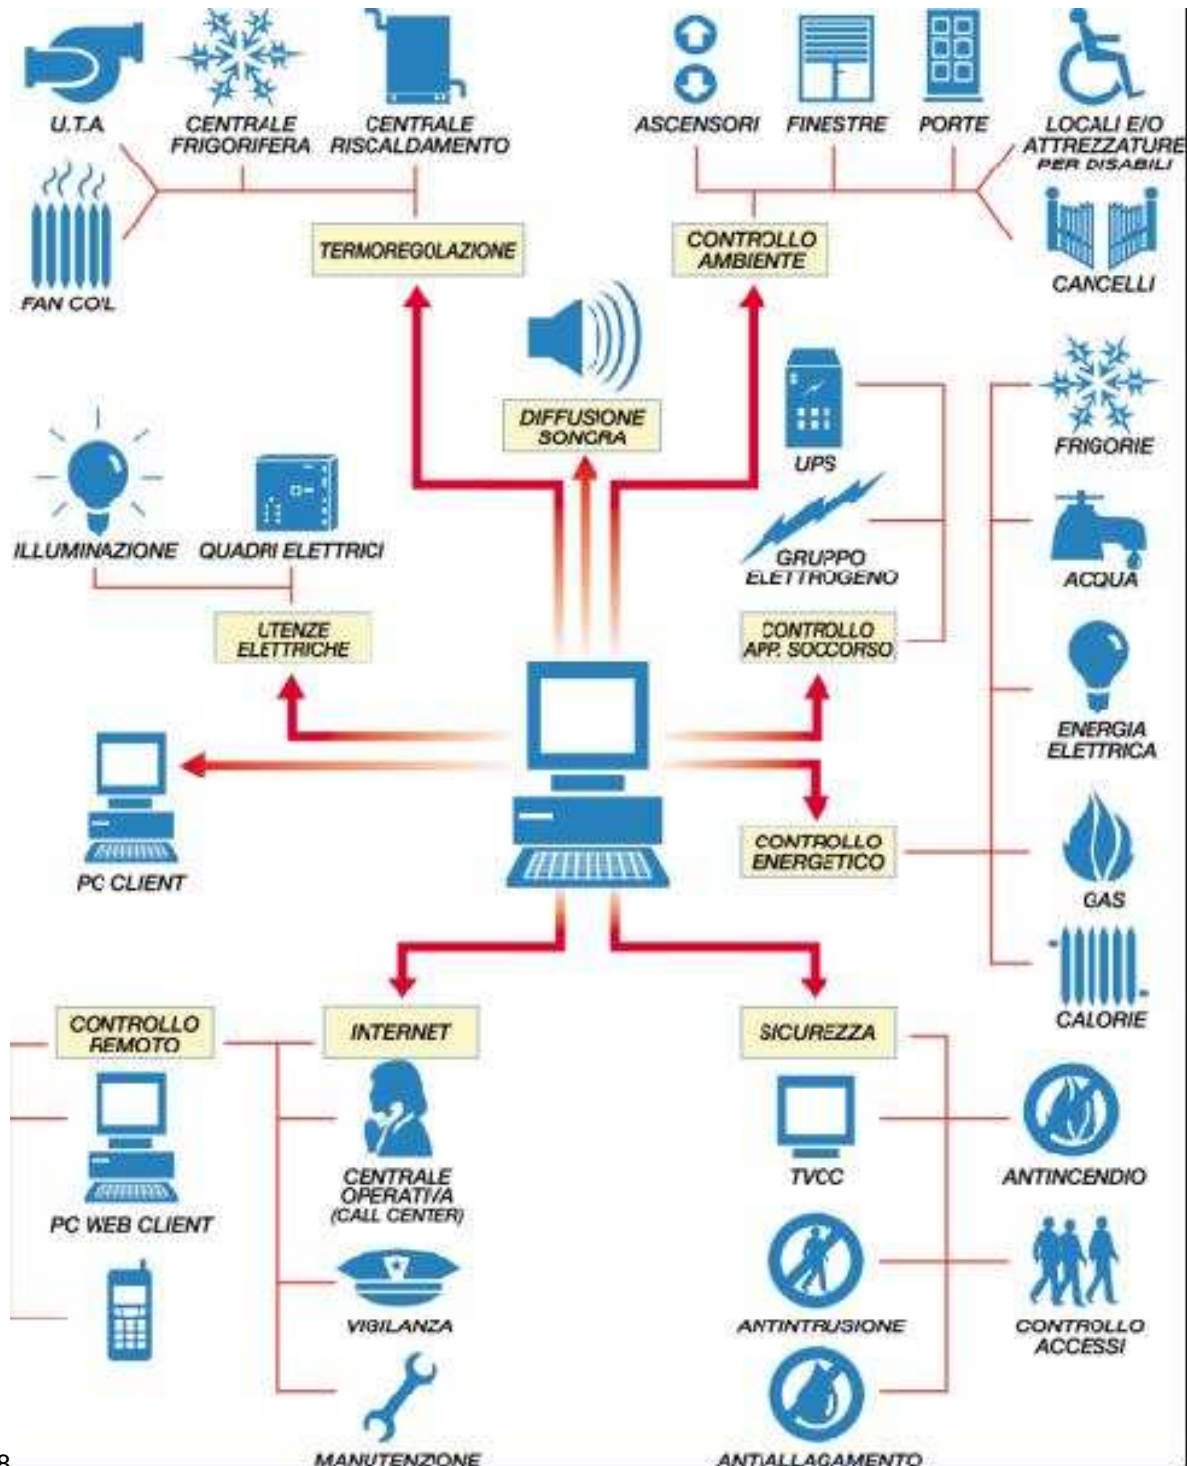 U.T.A.
CENTRALE
FRIGORIFERA
CENTRALE
RISCALDAMENTO
ASCENSORI
FINESTRE
PORTE
LOCALI E/O
ATTREZZATURE
PER DISABILI
FAN COIL
TERMOREGOLAZIONE
CONTROLLO
AMBIENTE
CANCELLI
DIFFUSIONE
SONORA
UPS
FRIGORIE
ILLUMINAZIONE
QUADRI ELETTRICI
GRUPPO
ELETTROGENO
ACQUA
UTENZE
ELETTRICHE
CONTROLLO
APP. SOCCORSO
ENERGIA
ELETTRICA
PC CLIENT
CONTROLLO
ENERGETICO
GAS
CALORIE
CONTROLLO
REMOTO
INTERNET
SICUREZZA
PC WEB CLIENT
CENTRALE
OPERATIVA
(CALL CENTER)
TVCC
ANTINCENDIO
VIGILANZA
ANTINTRUSIONE
CONTROLLO
ACCESSI
MANUTENZIONE
ANTIALLAGAMENTO
8